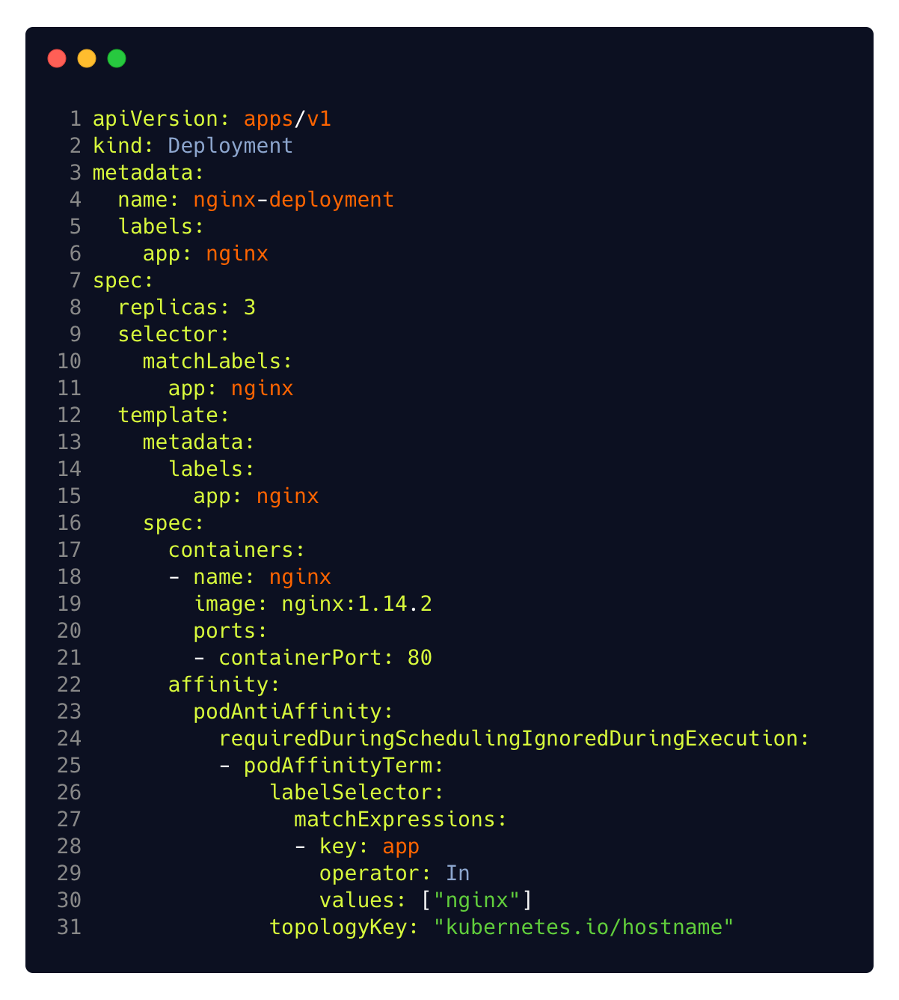 1 apiVersion: apps/v1
2 kind: Deployment
3 metadata:
4   name: nginx-deployment
5   labels:
6     app: nginx
7 spec:
8   replicas: 3
9   selector:
10     matchLabels:
11       app: nginx
12   template:
13     metadata:
14       labels:
15         app: nginx
16     spec:
17       containers:
18       - name: nginx
19         image: nginx:1.14.2
20         ports:
21         - containerPort: 80
22       affinity:
23         podAntiAffinity:
24           requiredDuringSchedulingIgnoredDuringExecution:
25           - podAffinityTerm:
26               labelSelector:
27                 matchExpressions:
28                 - key: app
29                   operator: In
30                   values: ["nginx"]
31               topologyKey: "kubernetes.io/hostname"